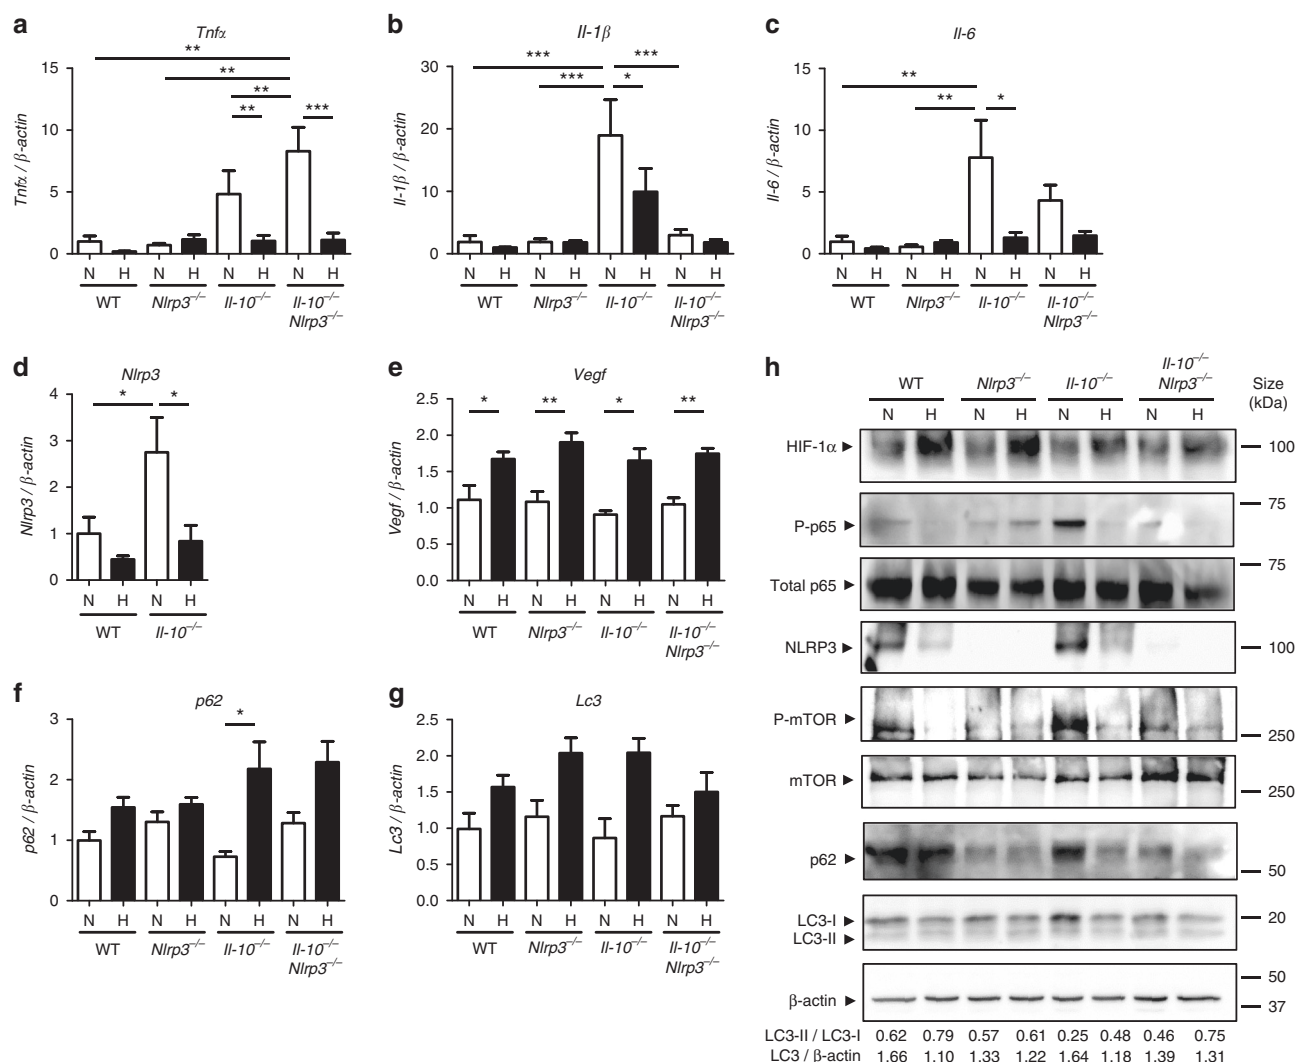 a
Tnfα
**
**
**
**
***
15
10
5
0
Tnfα / β-actin
N H N H N H N H
WT Nlrp3–/– Il-10–/– Il-10–/–
Nlrp3–/–
b
Il-1β
***
***
***
*
30
20
10
0
Il-1β / β-actin
N H N H N H N H
WT Nlrp3–/– Il-10–/– Il-10–/–
Nlrp3–/–
c
Il-6
**
**
*
15
10
5
0
Il-6 / β-actin
N H N H N H N H
WT Nlrp3–/– Il-10–/– Il-10–/–
Nlrp3–/–
d
Nlrp3
* *
4
3
2
1
0
Nlrp3 / β-actin
N H N H
WT Il-10–/–
e
Vegf
* ** * **
2.5
2.0
1.5
1.0
0.5
0.0
Vegf / β-actin
N H N H N H N H
WT Nlrp3–/– Il-10–/– Il-10–/–
Nlrp3–/–
f
p62
*
3
2
1
0
p62 / β-actin
N H N H N H N H
WT Nlrp3–/– Il-10–/– Il-10–/–
Nlrp3–/–
g
Lc3
2.5
2.0
1.5
1.0
0.5
0.0
Lc3 / β-actin
N H N H N H N H
WT Nlrp3–/– Il-10–/– Il-10–/–
Nlrp3–/–
h
Il-10–/–
WT Nlrp3–/– Il-10–/– Nlrp3–/– Size
(kDa)
N H N H N H N H
HIF-1α 100
75
P-p65
75
Total p65
NLRP3 100
P-mTOR
250
mTOR
250
p62
50
LC3-I 20
LC3-II
50
β-actin 37
LC3-II / LC3-I 0.62 0.79 0.57 0.61 0.25 0.48 0.46 0.75
LC3 / β-actin 1.66 1.10 1.33 1.22 1.64 1.18 1.39 1.31